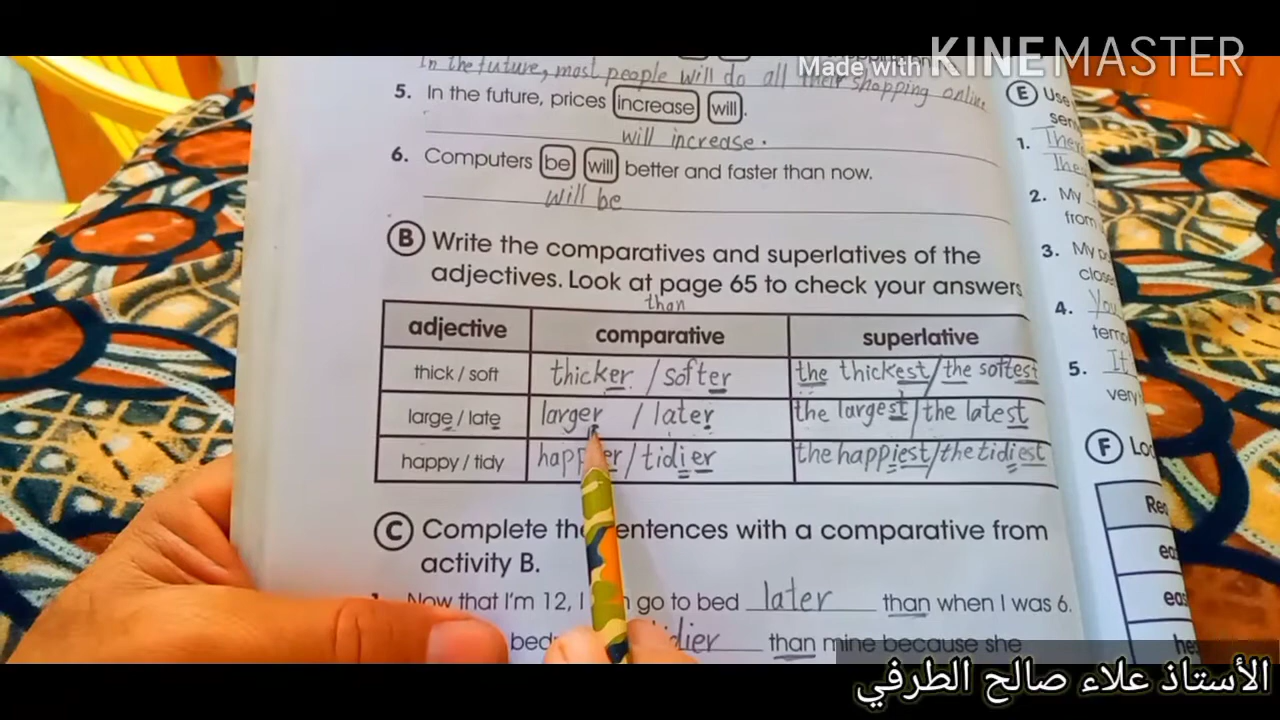 Made with KINEMASTER
In the future, most people will do all their shopping online
5. In the future, prices increase will.
will increase.
6. Computers be will better and faster than now.
will be
B Write the comparatives and superlatives of the
adjectives. Look at page 65 to check your answers
than
adjective comparative superlative
thick / soft thicker / softer the thickest / the softest
large / late larger / later the largest / the latest
happy / tidy tidier the happiest / the tidiest
C Complete the sentences with a comparative from
activity B.
Now that I'm 12, I go to bed later than when I was 6.
than mine because she
E Use
1.
2. My
from
3. My
4. You
5. It
very
F
الأستاذ علاء صالح الطرفي